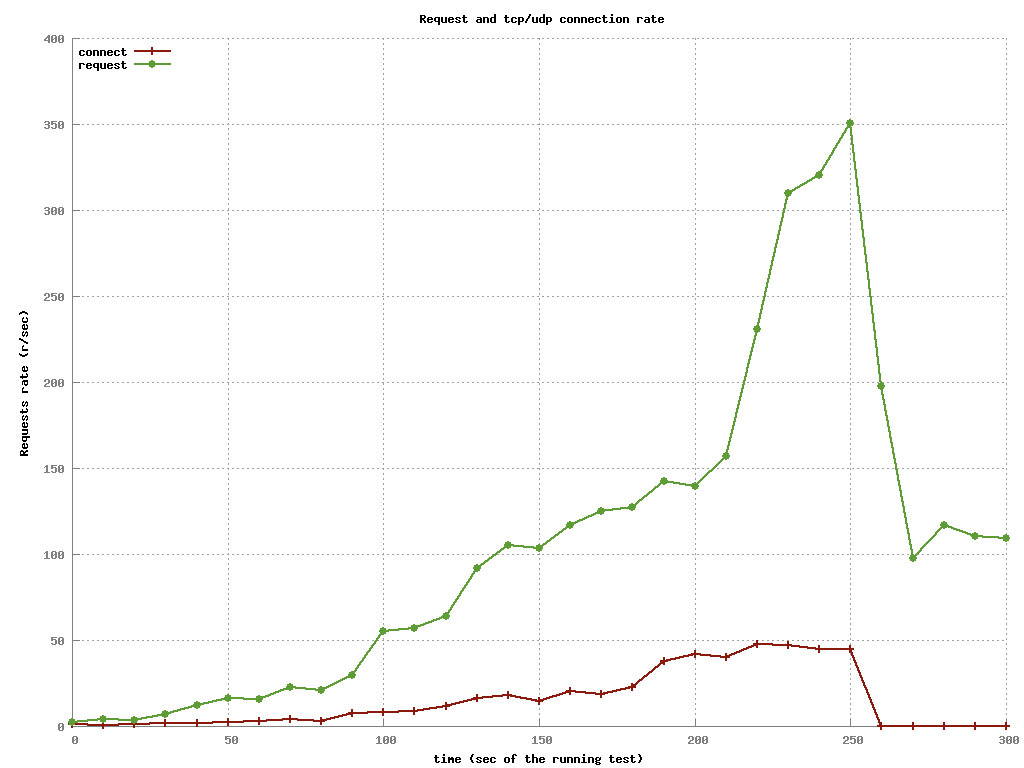 Request and tcp/udp connection rate
400
connect
request
350
300
250
Requests rate (r/sec)
200
150
100
50
0
0 50 100 150 200 250 300
time (sec of the running test)